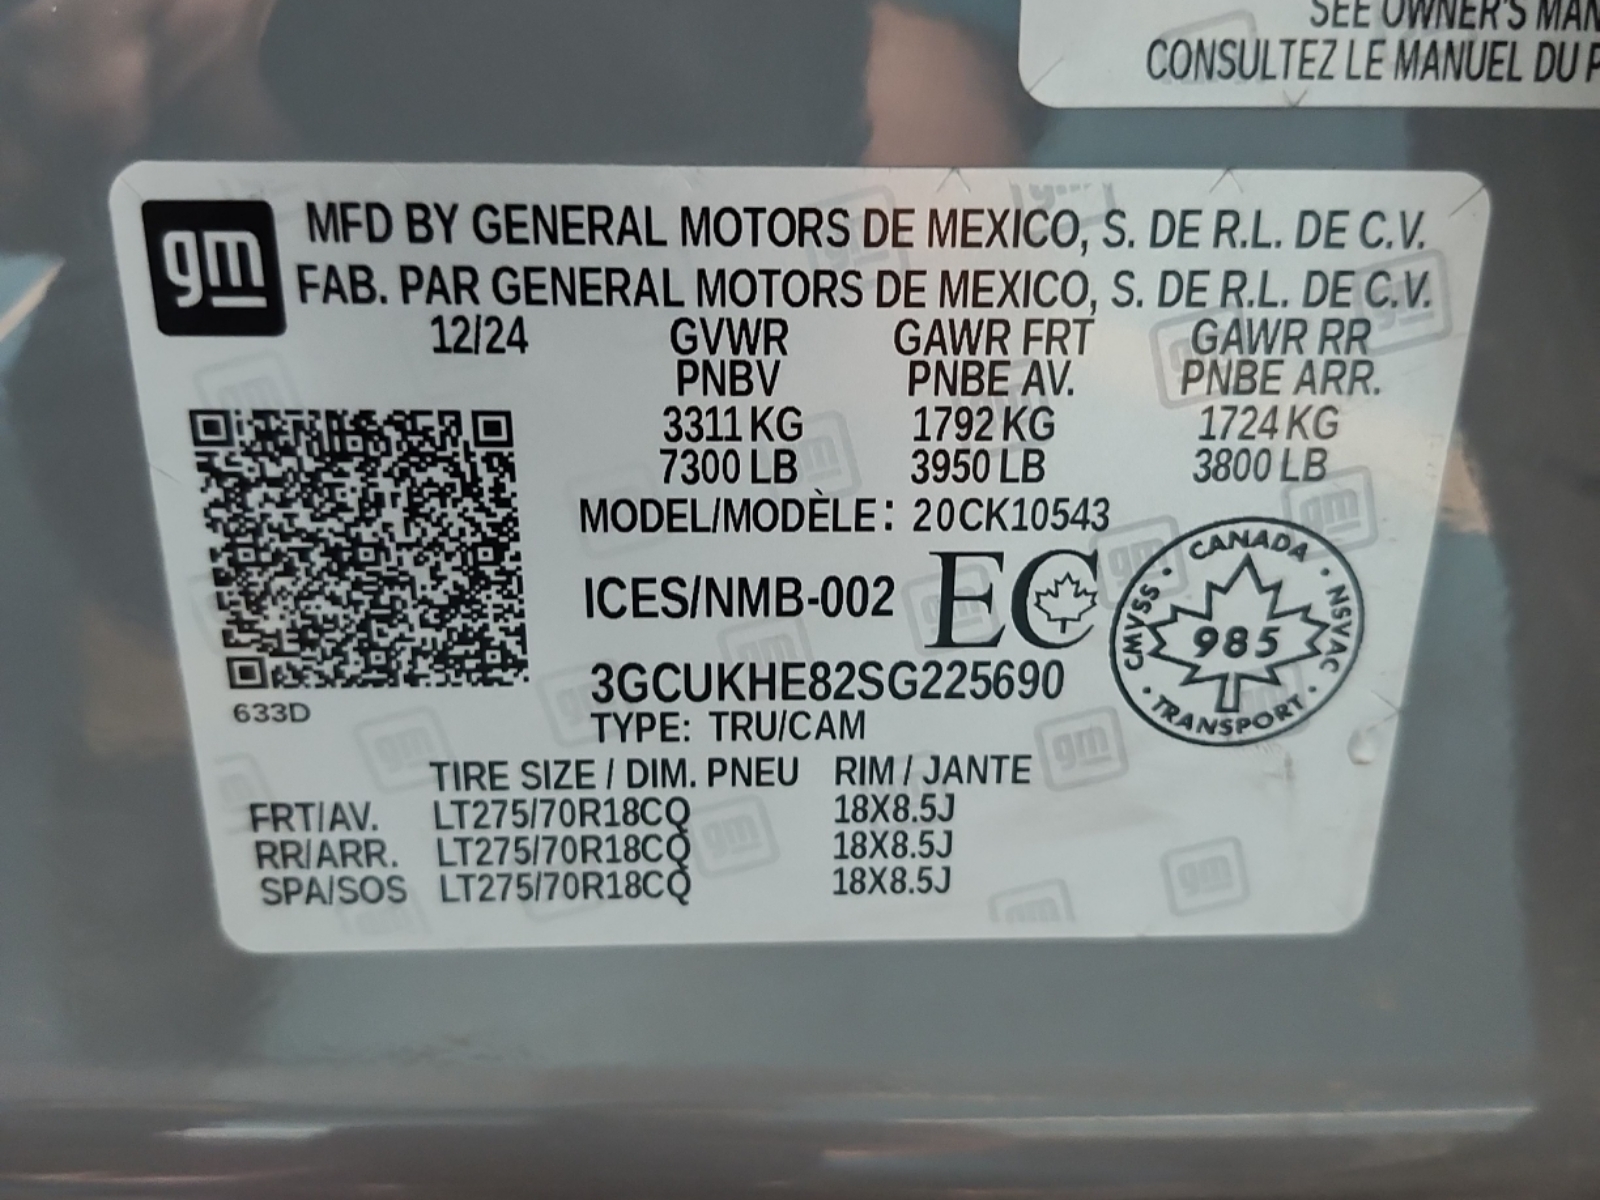 SEE OWNER'S MAN
CONSULTEZ LE MANUEL DU P
gm
MFD BY GENERAL MOTORS DE MEXICO, S. DE R.L. DE C.V.
FAB. PAR GENERAL MOTORS DE MEXICO, S. DE R.L. DE C.V.
12/24 GVWR GAWR FRT GAWR RR
PNBV PNBE AV. PNBE ARR.
3311 KG 1792 KG 1724 KG
7300 LB 3950 LB 3800 LB
MODEL/MODÈLE: 20CK10543
ICES/NMB-002 EC
CANADA
CMVSS • NSVAC
985
TRANSPORT
3GCUKHE82SG225690
633D
TYPE: TRU/CAM
TIRE SIZE / DIM. PNEU RIM / JANTE
FRT/AV. LT275/70R18CQ 18X8.5J
RR/ARR. LT275/70R18CQ 18X8.5J
SPA/SOS LT275/70R18CQ 18X8.5J